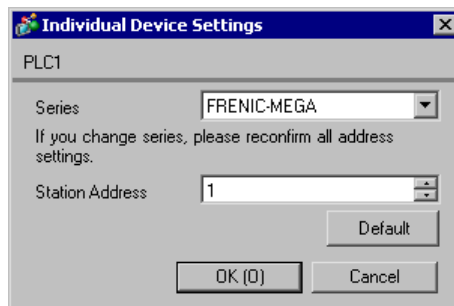 Individual Device Settings
PLC1
Series FRENIC-MEGA
If you change series, please reconfirm all address
settings.
Station Address 1
Default
OK (O) Cancel